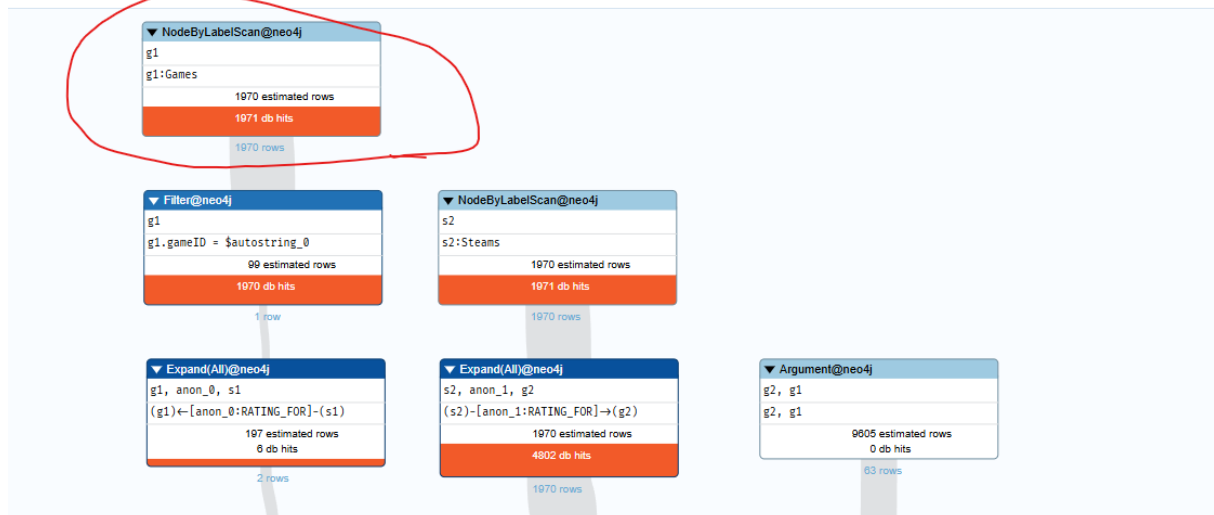 ▼ NodeByLabelScan@neo4j
g1
g1:Games
1970 estimated rows
1971 db hits
1970 rows
▼ Filter@neo4j
g1
g1.gameID = $autostring_0
99 estimated rows
1970 db hits
1 row
▼ NodeByLabelScan@neo4j
s2
s2:Steams
1970 estimated rows
1971 db hits
1970 rows
▼ Expand(All)@neo4j
g1, anon_0, s1
(g1)←[anon_0:RATING_FOR]-(s1)
197 estimated rows
6 db hits
2 rows
▼ Expand(All)@neo4j
s2, anon_1, g2
(s2)-[anon_1:RATING_FOR]→(g2)
1970 estimated rows
4802 db hits
1970 rows
▼ Argument@neo4j
g2, g1
g2, g1
9605 estimated rows
0 db hits
63 rows